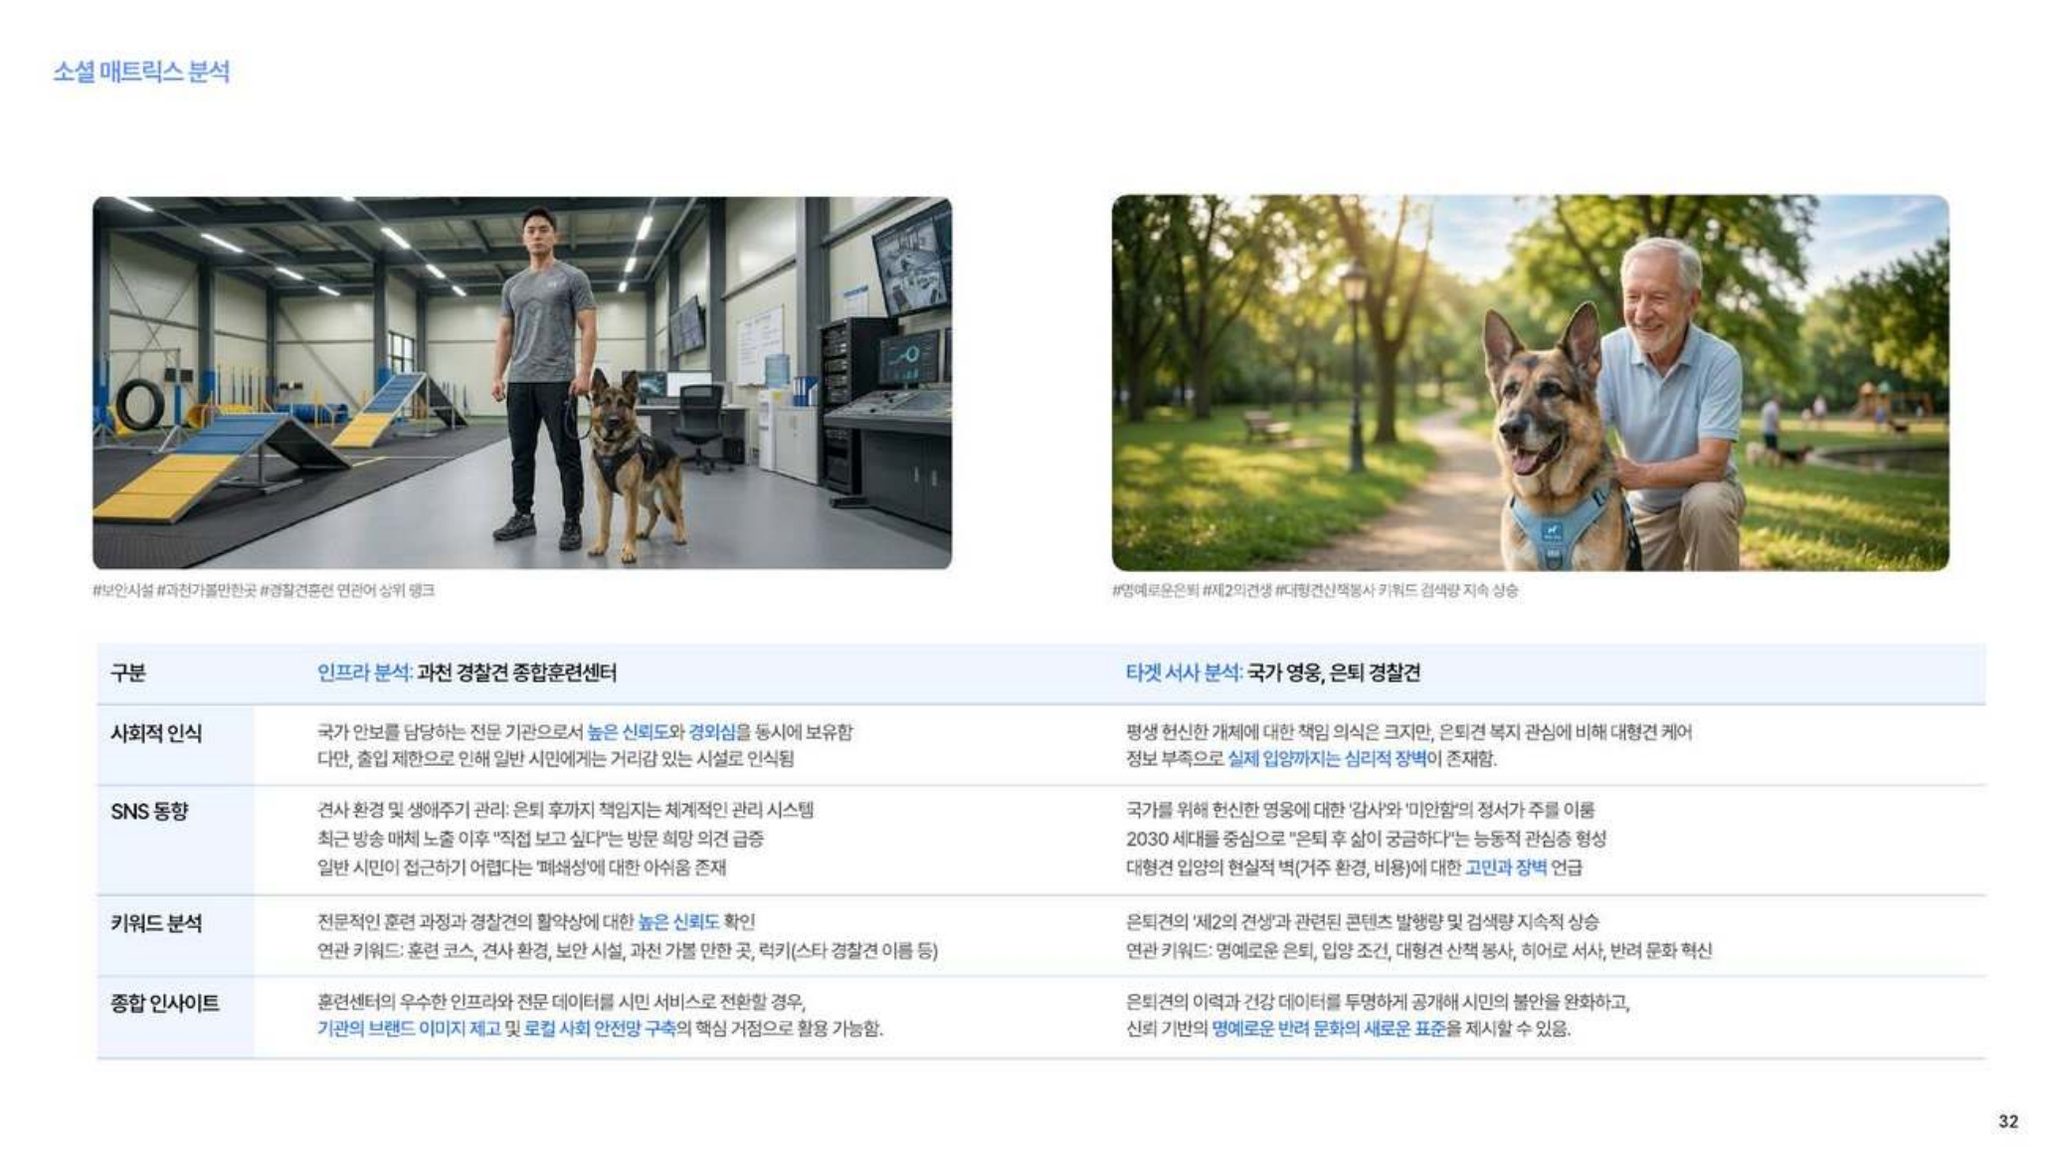 소셜 매트릭스 분석
#보안시설 #과천가볼만한곳 #경찰견훈련 연관어 상위 랭크
#명예로운은퇴 #제2의견생 #대형견산책봉사 키워드 검색량 지속 상승
구분
인프라 분석: 과천 경찰견 종합훈련센터
타겟 서사 분석: 국가 영웅, 은퇴 경찰견
사회적 인식
국가 안보를 담당하는 전문 기관으로서 높은 신뢰도와 경외심을 동시에 보유함
다만, 출입 제한으로 인해 일반 시민에게는 거리감 있는 시설로 인식됨
평생 헌신한 개체에 대한 책임 의식은 크지만, 은퇴견 복지 관심에 비해 대형견 케어
정보 부족으로 실제 입양까지는 심리적 장벽이 존재함.
SNS 동향
견사 환경 및 생애주기 관리: 은퇴 후까지 책임지는 체계적인 관리 시스템
최근 방송 매체 노출 이후 "직접 보고 싶다"는 방문 희망 의견 급증
일반 시민이 접근하기 어렵다는 '폐쇄성'에 대한 아쉬움 존재
국가를 위해 헌신한 영웅에 대한 '감사'와 '미안함'의 정서가 주를 이룸
2030 세대를 중심으로 "은퇴 후 삶이 궁금하다"는 능동적 관심층 형성
대형견 입양의 현실적 벽(거주 환경, 비용)에 대한 고민과 장벽 언급
키워드 분석
전문적인 훈련 과정과 경찰견의 활약상에 대한 높은 신뢰도 확인
연관 키워드: 훈련 코스, 견사 환경, 보안 시설, 과천 가볼 만한 곳, 럭키(스타 경찰견 이름 등)
은퇴견의 '제2의 견생'과 관련된 콘텐츠 발행량 및 검색량 지속적 상승
연관 키워드: 명예로운 은퇴, 입양 조건, 대형견 산책 봉사, 히어로 서사, 반려 문화 혁신
종합 인사이트
훈련센터의 우수한 인프라와 전문 데이터를 시민 서비스로 전환할 경우,
기관의 브랜드 이미지 제고 및 로컬 사회 안전망 구축의 핵심 거점으로 활용 가능함.
은퇴견의 이력과 건강 데이터를 투명하게 공개해 시민의 불안을 완화하고,
신뢰 기반의 명예로운 반려 문화의 새로운 표준을 제시할 수 있음.
32